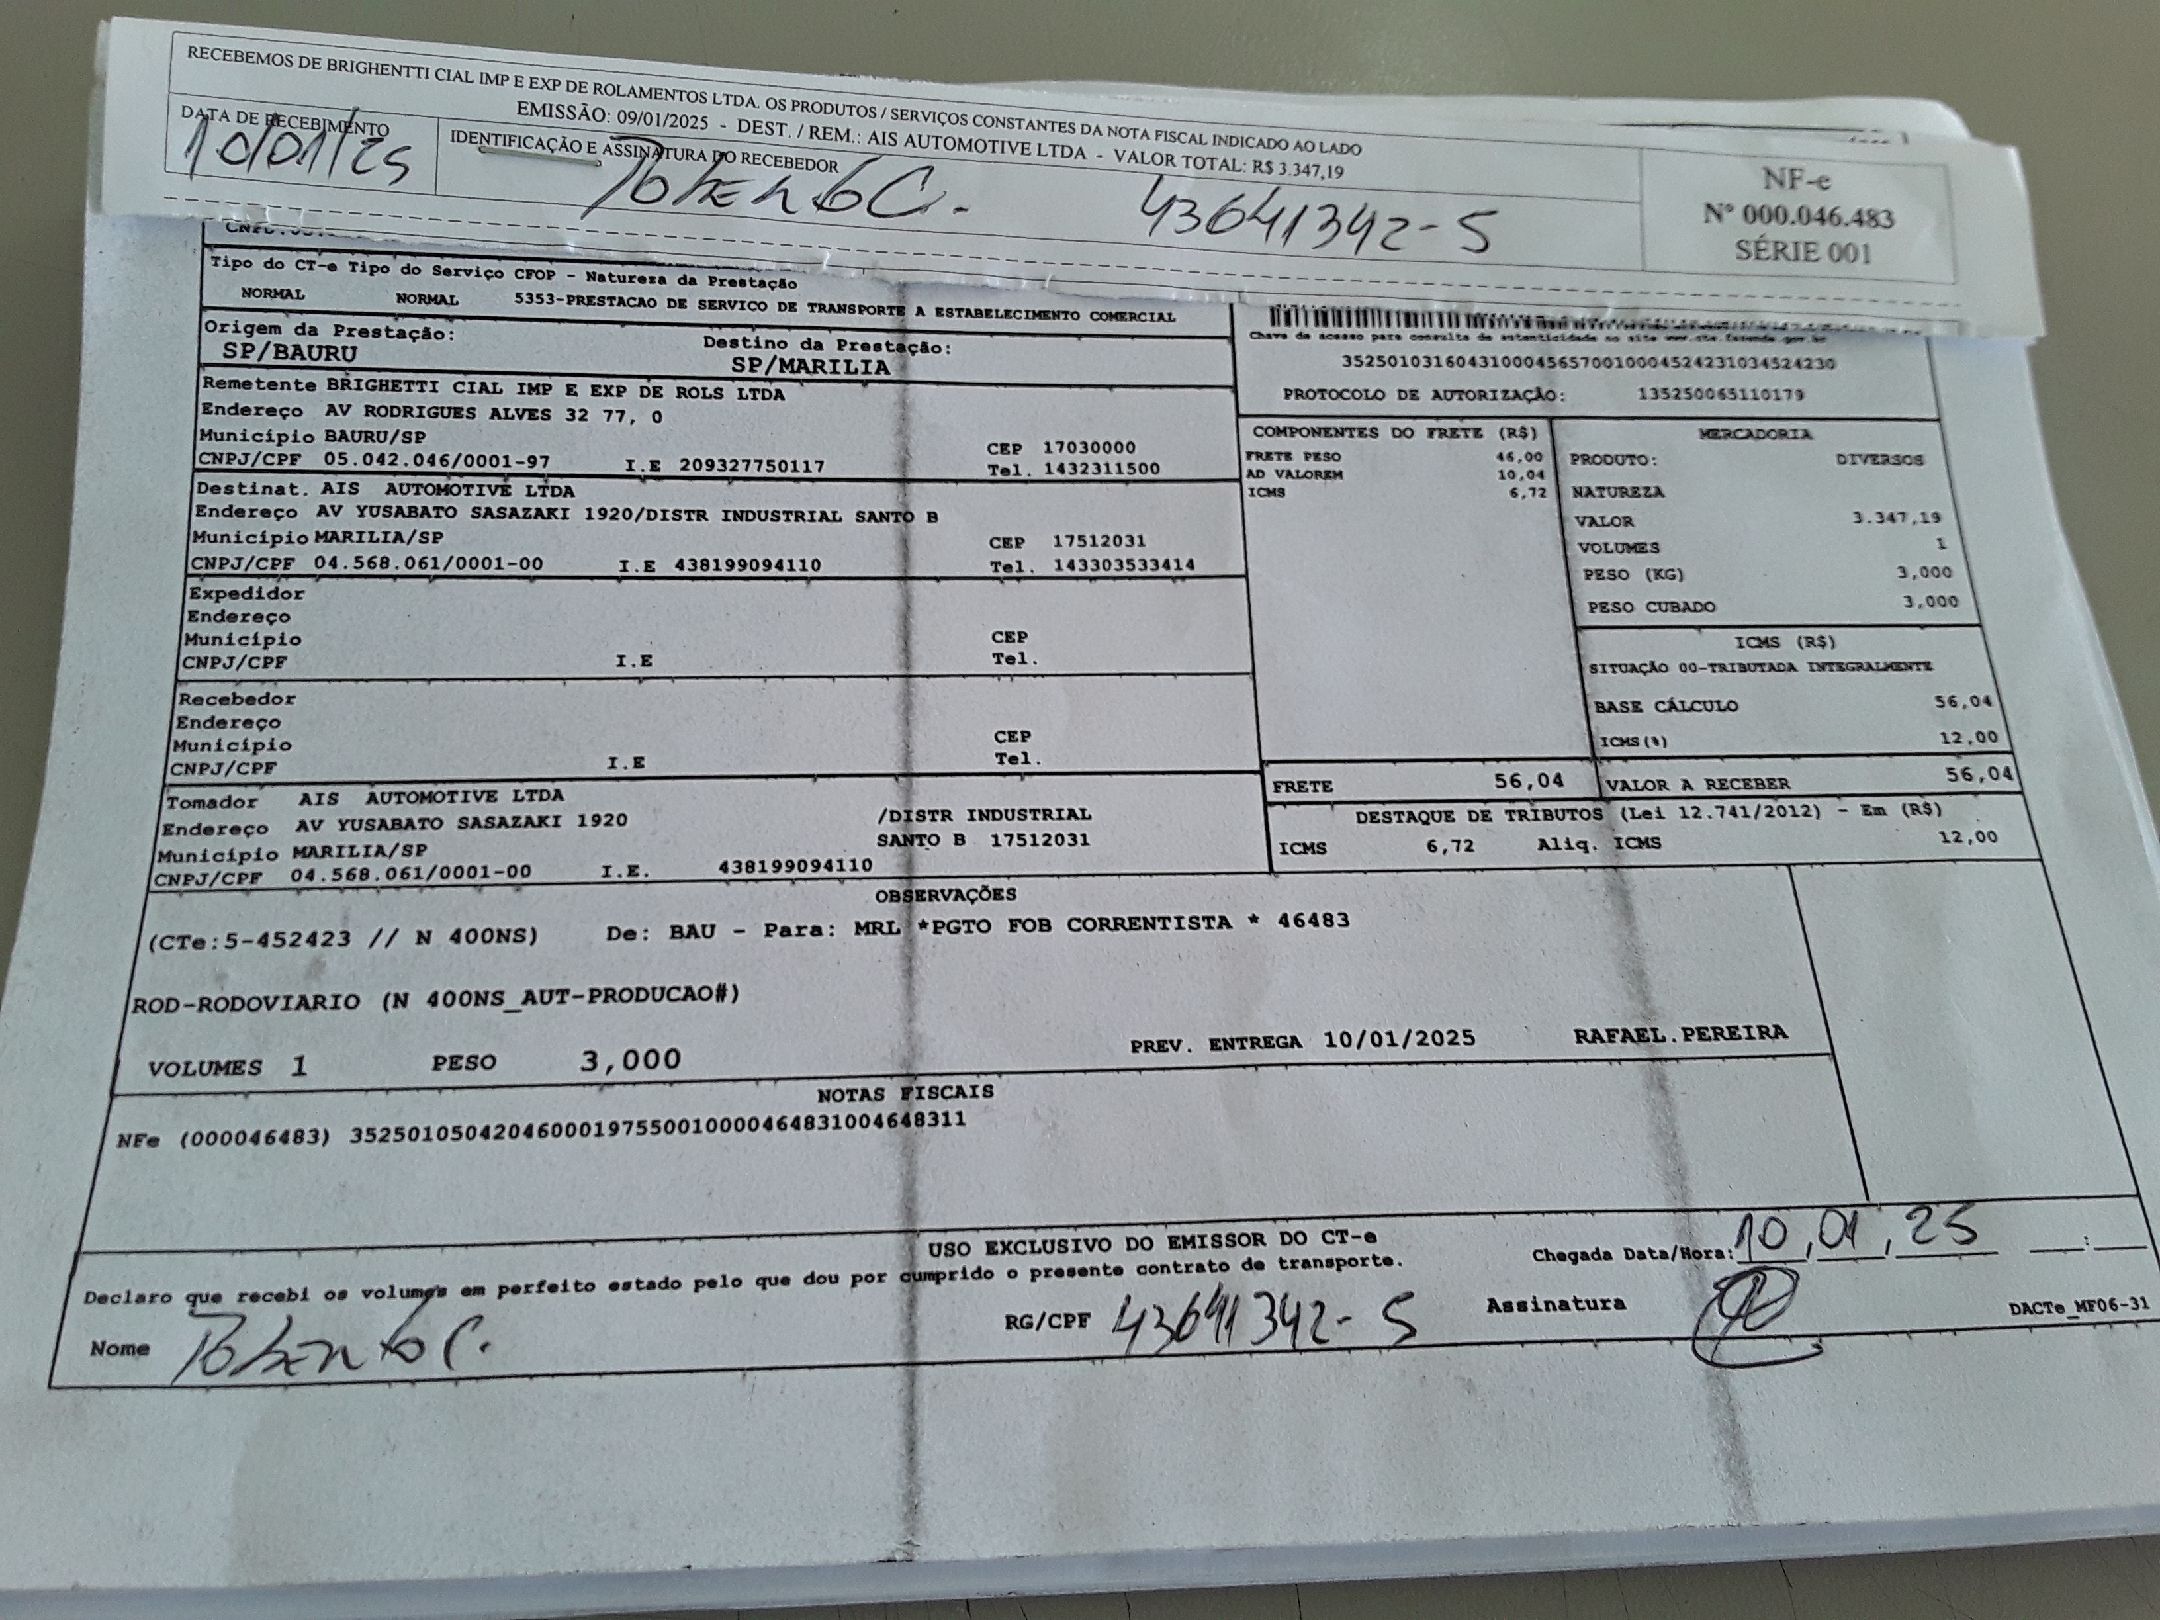 RECEBEMOS DE BRIGHENTTI CIAL IMP E EXP DE ROLAMENTOS LTDA. OS PRODUTOS / SERVIÇOS CONSTANTES DA NOTA FISCAL INDICADO AO LADO
EMISSÃO: 09/01/2025 - DEST. / REM.: AIS AUTOMOTIVE LTDA - VALOR TOTAL: R$ 3.347,19
DATA DE RECEBIMENTO
10/01/25
IDENTIFICAÇÃO E ASSINATURA DO RECEBEDOR
43641342-5
NF-e
Nº 000.046.483
SÉRIE 001
Tipo do CT-e Tipo do Serviço CFOP - Natureza da Prestação
NORMAL NORMAL 5353-PRESTACAO DE SERVICO DE TRANSPORTE A ESTABELECIMENTO COMERCIAL
Origem da Prestação: Destino da Prestação:
SP/BAURU SP/MARILIA
Remetente BRIGHETTI CIAL IMP E EXP DE ROLS LTDA
Endereço AV RODRIGUES ALVES 32 77, 0
Município BAURU/SP CEP 17030000
CNPJ/CPF 05.042.046/0001-97 I.E 209327750117 Tel. 1432311500
Destinat. AIS AUTOMOTIVE LTDA
Endereço AV YUSABATO SASAZAKI 1920/DISTR INDUSTRIAL SANTO B
Município MARILIA/SP CEP 17512031
CNPJ/CPF 04.568.061/0001-00 I.E 438199094110 Tel. 143303533414
Expedidor
Endereço
Município CEP
CNPJ/CPF I.E Tel.
Recebedor
Endereço
Município CEP
CNPJ/CPF I.E Tel.
Tomador AIS AUTOMOTIVE LTDA
Endereço AV YUSABATO SASAZAKI 1920 /DISTR INDUSTRIAL
Município MARILIA/SP SANTO B 17512031
CNPJ/CPF 04.568.061/0001-00 I.E. 438199094110
Chave de acesso para consulta de autenticidade no site www.cte.fazenda.gov.br
35250103160431000456570010004524231034524230
PROTOCOLO DE AUTORIZAÇÃO: 135250065110179
COMPONENTES DO FRETE (R$)
FRETE PESO 46,00
AD VALOREM 10,04
ICMS 6,72
MERCADORIA
PRODUTO: DIVERSOS
NATUREZA
VALOR 3.347,19
VOLUMES 1
PESO (KG) 3,000
PESO CUBADO 3,000
ICMS (R$)
SITUAÇÃO 00-TRIBUTADA INTEGRALMENTE
BASE CÁLCULO 56,04
ICMS(%) 12,00
FRETE 56,04 VALOR A RECEBER 56,04
DESTAQUE DE TRIBUTOS (Lei 12.741/2012) - Em (R$)
ICMS 6,72 Aliq. ICMS 12,00
OBSERVAÇÕES
(CTe:5-452423 // N 400NS) De: BAU - Para: MRL *PGTO FOB CORRENTISTA * 46483
ROD-RODOVIARIO (N 400NS_AUT-PRODUCAO#)
VOLUMES 1 PESO 3,000 PREV. ENTREGA 10/01/2025 RAFAEL.PEREIRA
NOTAS FISCAIS
NFe (000046483) 35250105042046000197550010000464831004648311
USO EXCLUSIVO DO EMISSOR DO CT-e
Chegada Data/Hora: 10,01,25 :
Declaro que recebi os volumes em perfeito estado pelo que dou por cumprido o presente contrato de transporte.
Nome RG/CPF 43641342-5 Assinatura
DACTe_MF06-31